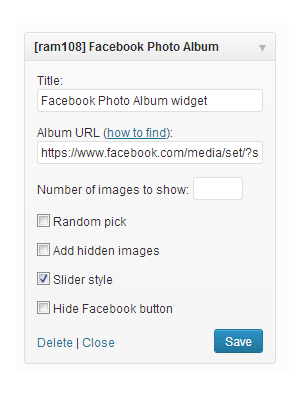 [ram108] Facebook Photo Album
Title:
Facebook Photo Album widget
Album URL (how to find):
https://www.facebook.com/media/set/?s
Number of images to show:
Random pick
Add hidden images
Slider style
Hide Facebook button
Delete | Close Save